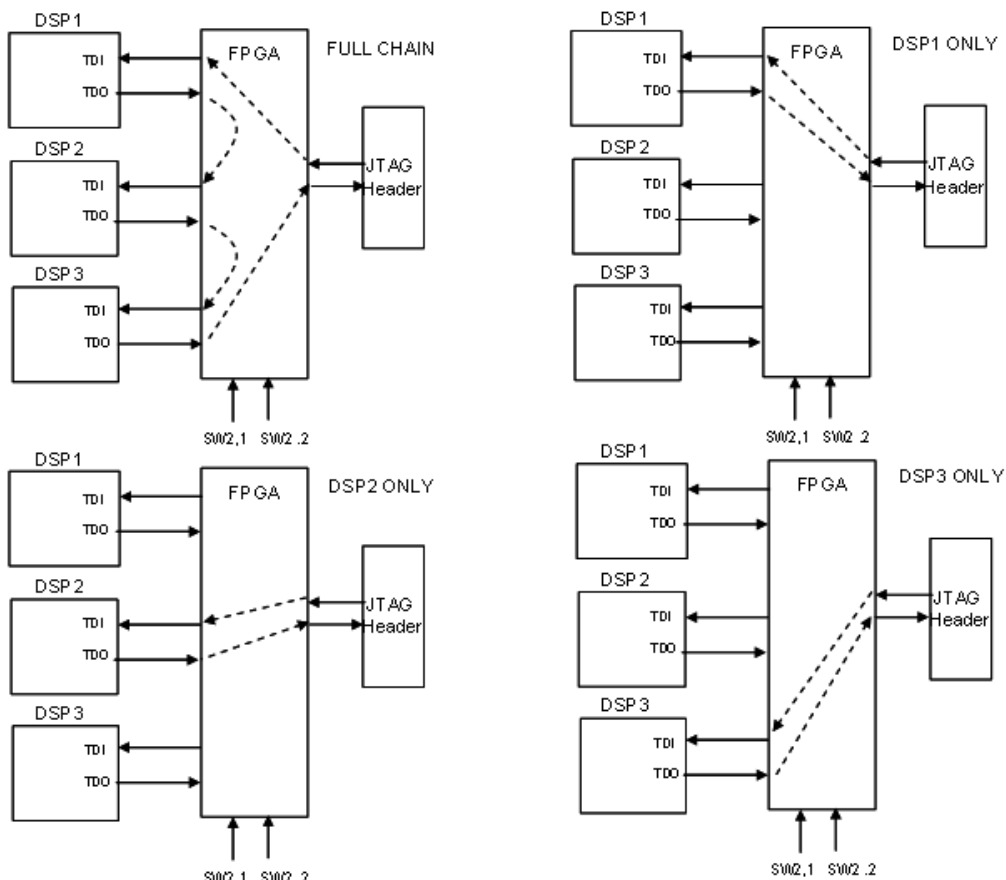 DSP1
TDI
TDO
FPGA
FULL CHAIN
DSP2
TDI
TDO
JTAG
Header
DSP3
TDI
TDO
SW2,1 SW2.2
DSP1
TDI
TDO
FPGA
DSP1 ONLY
DSP2
TDI
TDO
JTAG
Header
DSP3
TDI
TDO
SW2,1 SW2..2
DSP1
TDI
TDO
FPGA
DSP2 ONLY
DSP2
TDI
TDO
JTAG
Header
DSP3
TDI
TDO
SW2,1 SW2..2
DSP1
TDI
TDO
FPGA
DSP3 ONLY
DSP2
TDI
TDO
JTAG
Header
DSP3
TDI
TDO
SW2,1 SW2..2